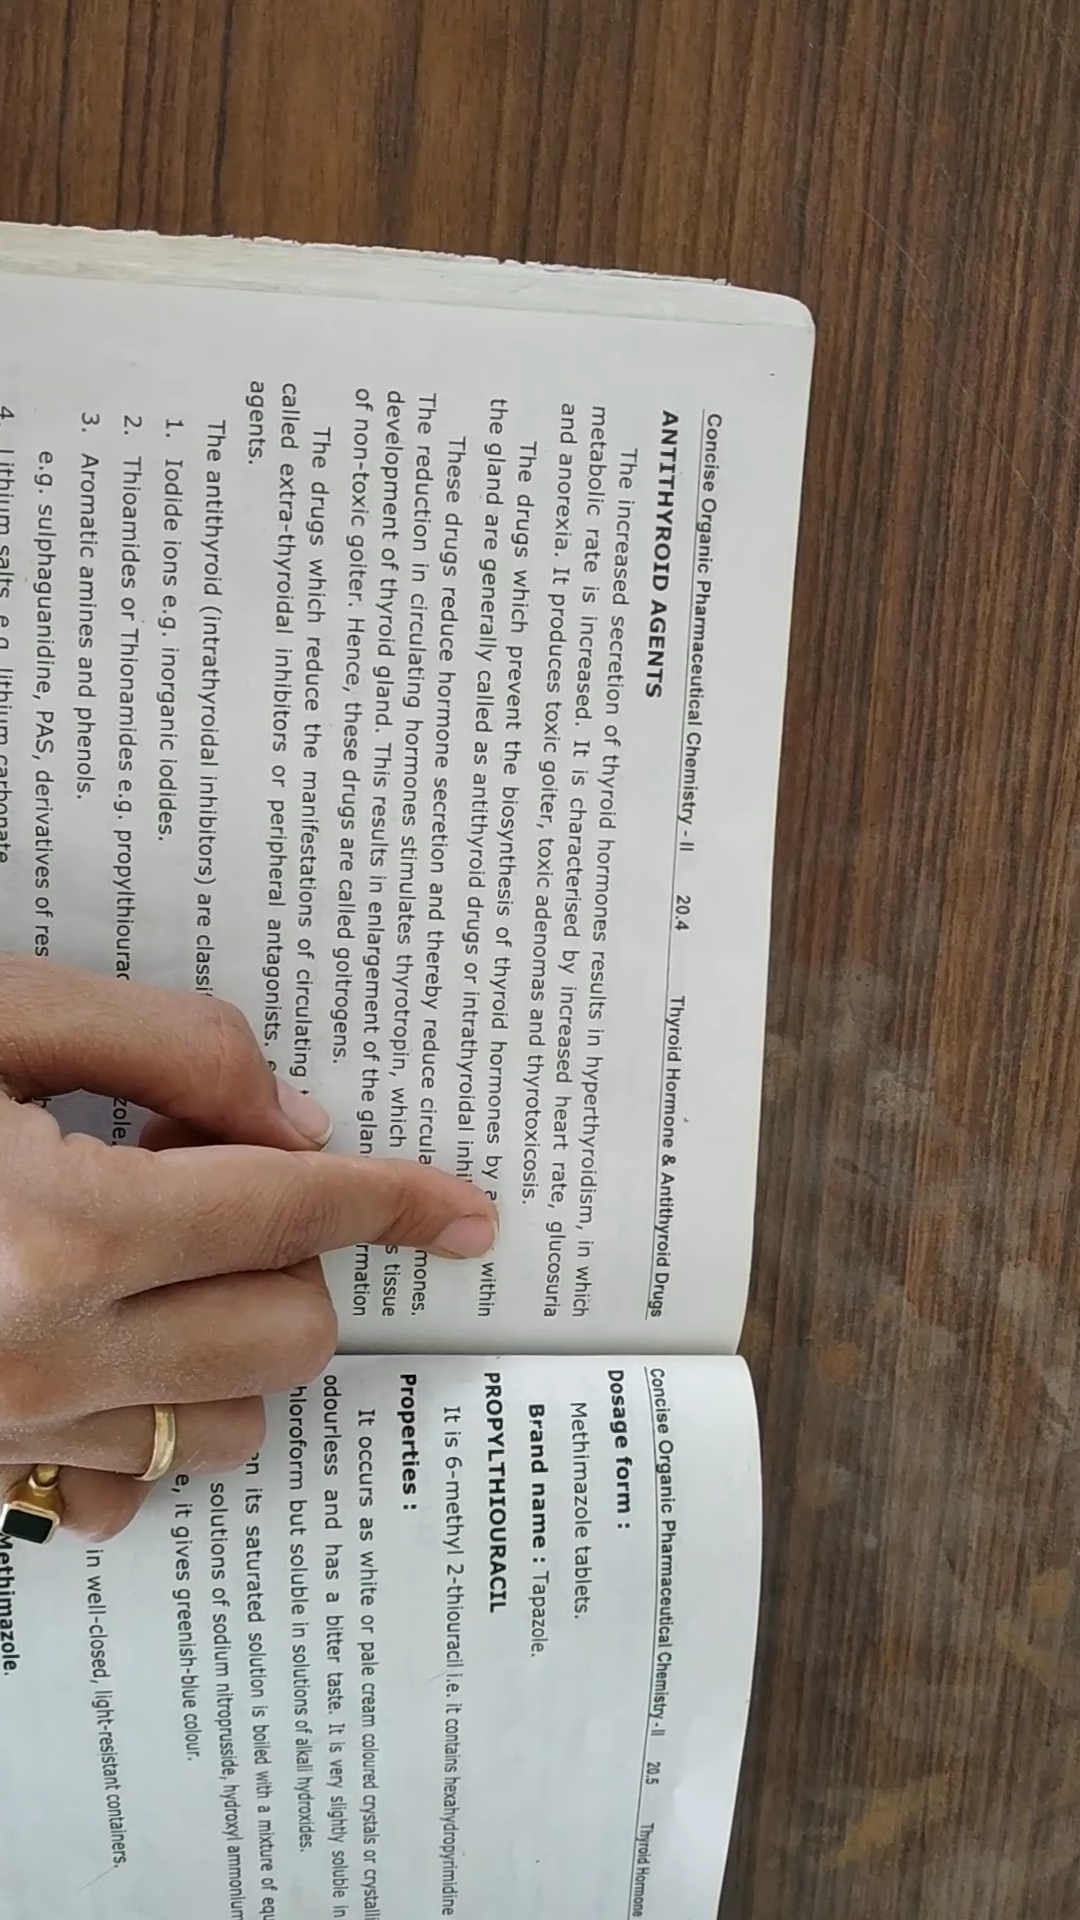 Concise Organic Pharmaceutical Chemistry - II 20.4 Thyroid Hormone & Antithyroid Drugs
ANTITHYROID AGENTS
The increased secretion of thyroid hormones results in hyperthyroidism, in which
metabolic rate is increased. It is characterised by increased heart rate, glucosuria
and anorexia. It produces toxic goiter, toxic adenomas and thyrotoxicosis.
The drugs which prevent the biosynthesis of thyroid hormones by within
the gland are generally called as antithyroid drugs or intrathyroidal
These drugs reduce hormone secretion and thereby reduce
The reduction in circulating hormones stimulates thyrotropin, which tissue
development of thyroid gland. This results in enlargement of the
of non-toxic goiter. Hence, these drugs are called goitrogens.
The drugs which reduce the manifestations of circulating
called extra-thyroidal inhibitors or peripheral antagonists.
agents.
The antithyroid (intrathyroidal inhibitors) are
1. Iodide ions e.g. inorganic iodides.
2. Thioamides or Thionamides e.g.
3. Aromatic amines and phenols.
e.g. sulphaguanidine, PAS, derivatives of
4. Lithium salts e.g. lithium carbonate
Concise Organic Pharmaceutical Chemistry - II 20.5 Thyroid Hormone
Dosage form :
Methimazole tablets.
Brand name : Tapazole.
PROPYLTHIOURACIL
It is 6-methyl 2-thiouracil i.e. it contains hexahydropyrimidine
Properties :
It occurs as white or pale cream coloured crystals or
odourless and has a bitter taste. It is very slightly soluble in
but soluble in solutions of alkali hydroxides.
its saturated solution is boiled with a mixture of
solutions of sodium nitroprusside, hydroxyl ammonium
it gives greenish-blue colour.
in well-closed, light-resistant containers.
Methimazole.